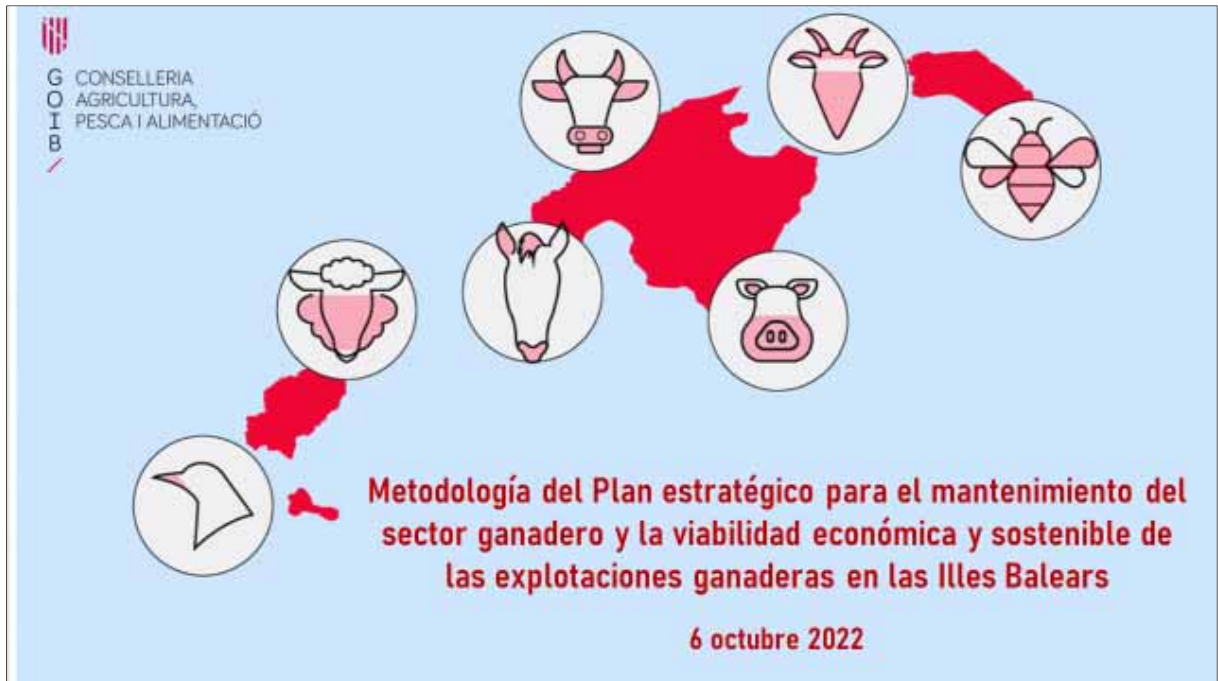 G CONSELLERIA
O AGRICULTURA,
I PESCA I ALIMENTACIÓ
B
Metodología del Plan estratégico para el mantenimiento del
sector ganadero y la viabilidad económica y sostenible de
las explotaciones ganaderas en las Illes Balears
6 octubre 2022